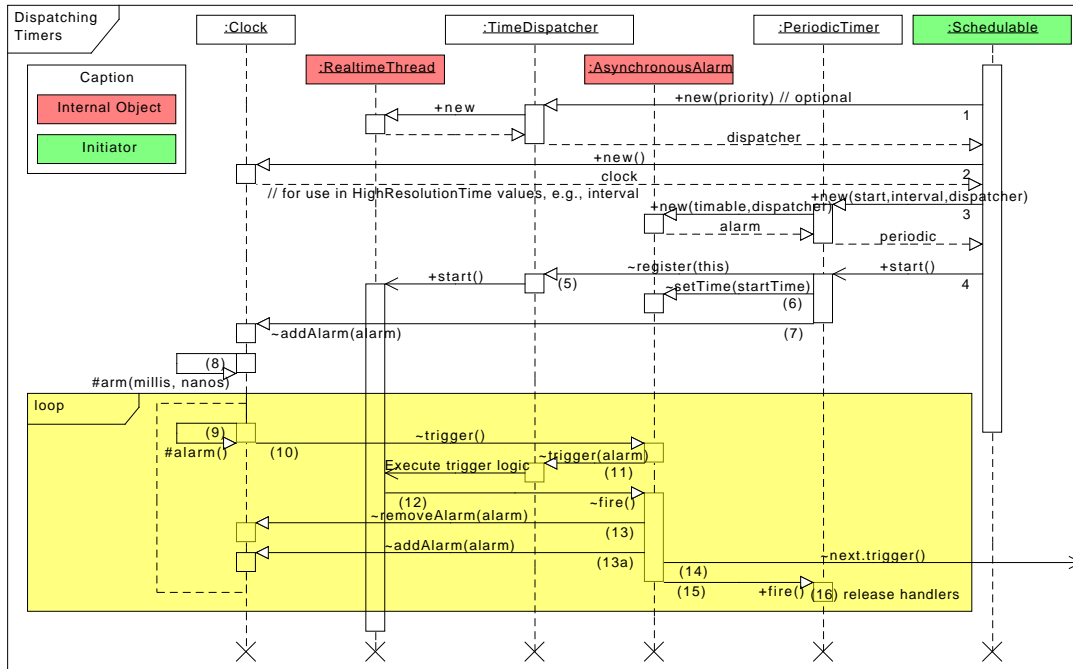 Dispatching
Timers
:Clock
:TimeDispatcher
:PeriodicTimer
:Schedulable
:RealtimeThread
:AsynchronousAlarm
Caption
Internal Object
Initiator
+new(priority) // optional
1
+new
dispatcher
+new()
clock
2
// for use in HighResolutionTime values, e.g., interval
+new(start,interval,dispatcher)
+new(timable,dispatcher)
3
alarm
periodic
+start()
~register(this)
+start()
(5)
4
~setTime(startTime)
(6)
~addAlarm(alarm)
(7)
(8)
#arm(millis, nanos)
loop
(9)
~trigger()
#alarm()
(10)
~trigger(alarm)
Execute trigger logic
(11)
(12)
~fire()
~removeAlarm(alarm)
(13)
~addAlarm(alarm)
(13a)
~next.trigger()
(14)
(15)
+fire()
(16) release handlers